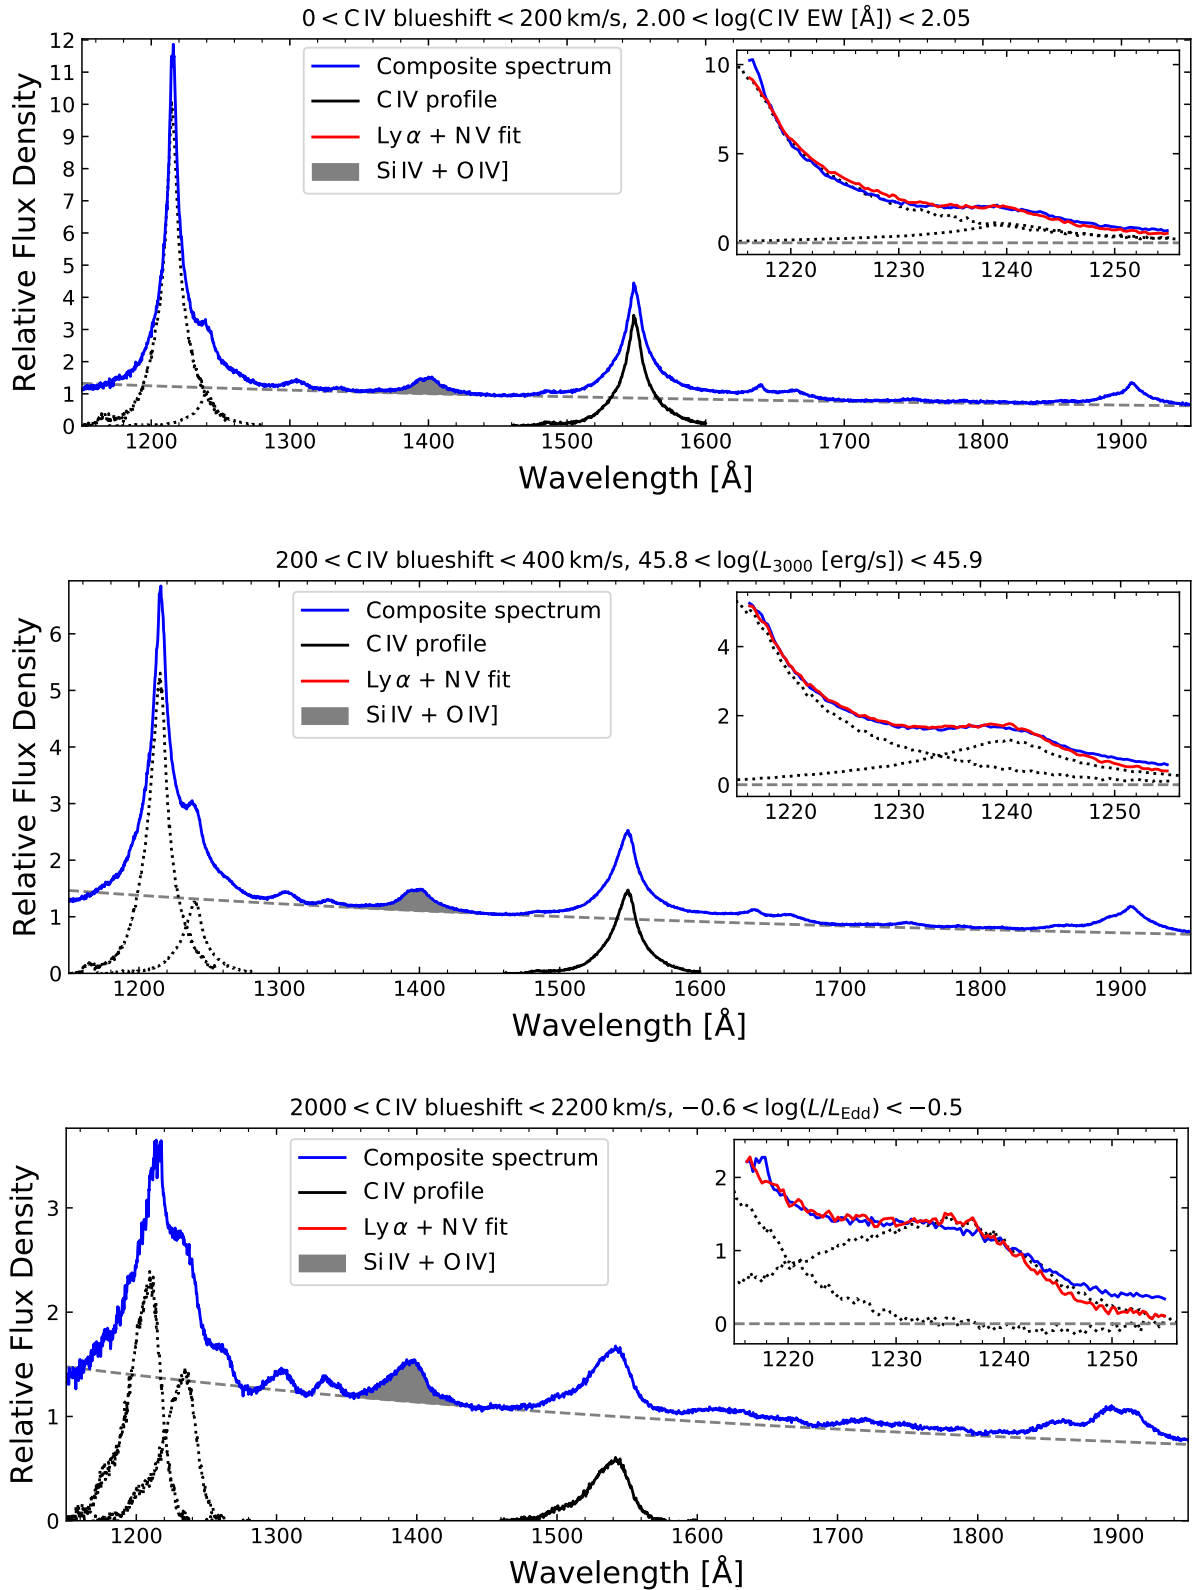 0 < C IV blueshift < 200 km/s, 2.00 < log(C IV EW [Å]) < 2.05
Relative Flux Density
12
11
10
9
8
7
6
5
4
3
2
1
0
Composite spectrum
C IV profile
Ly α + N V fit
Si IV + O IV]
10
5
0
1220 1230 1240 1250
1200 1300 1400 1500 1600 1700 1800 1900
Wavelength [Å]
200 < C IV blueshift < 400 km/s, 45.8 < log(L3000 [erg/s]) < 45.9
Relative Flux Density
6
5
4
3
2
1
0
Composite spectrum
C IV profile
Ly α + N V fit
Si IV + O IV]
4
2
0
1220 1230 1240 1250
1200 1300 1400 1500 1600 1700 1800 1900
Wavelength [Å]
2000 < C IV blueshift < 2200 km/s, −0.6 < log(L/LEdd) < −0.5
Relative Flux Density
3
2
1
0
Composite spectrum
C IV profile
Ly α + N V fit
Si IV + O IV]
2
1
0
1220 1230 1240 1250
1200 1300 1400 1500 1600 1700 1800 1900
Wavelength [Å]